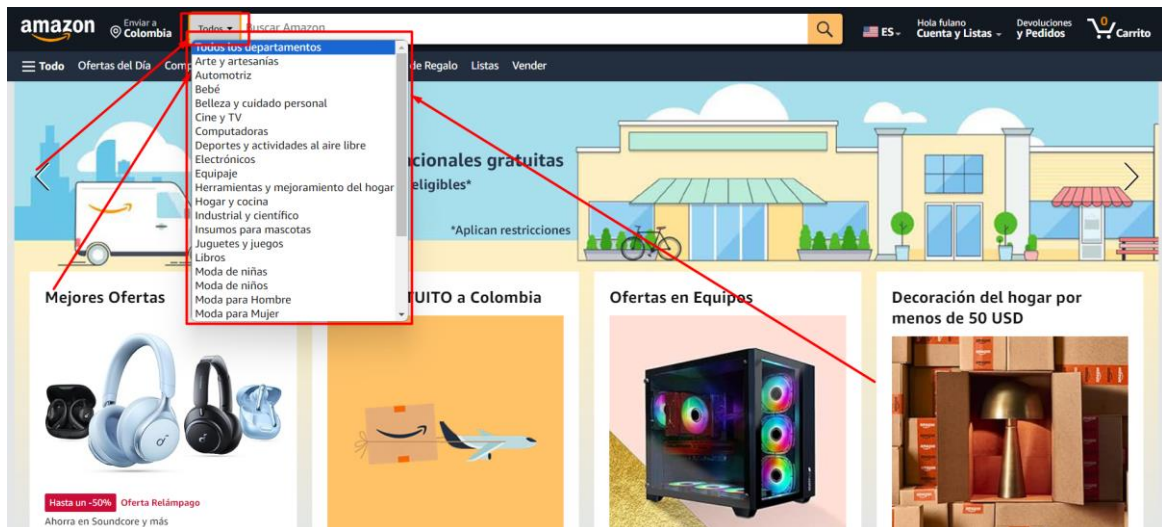 amazon
Enviar a
Colombia
Todos
Buscar Amazon
ES
Hola fulano
Cuenta y Listas
Devoluciones
y Pedidos
0
Carrito
Todo
Ofertas del Día
de Regalo
Listas
Vender
Todos los departamentos
Arte y artesanías
Automotriz
Bebé
Belleza y cuidado personal
Cine y TV
Computadoras
Deportes y actividades al aire libre
Electrónicos
Equipaje
Herramientas y mejoramiento del hogar
Hogar y cocina
Industrial y científico
Insumos para mascotas
Juguetes y juegos
Libros
Moda de niñas
Moda de niños
Moda para Hombre
Moda para Mujer
gratuitas
eligibles*
*Aplican restricciones
Mejores Ofertas
Hasta un -50%
Oferta Relámpago
Ahorra en Soundcore y más
a Colombia
Ofertas en Equipos
Decoración del hogar por
menos de 50 USD